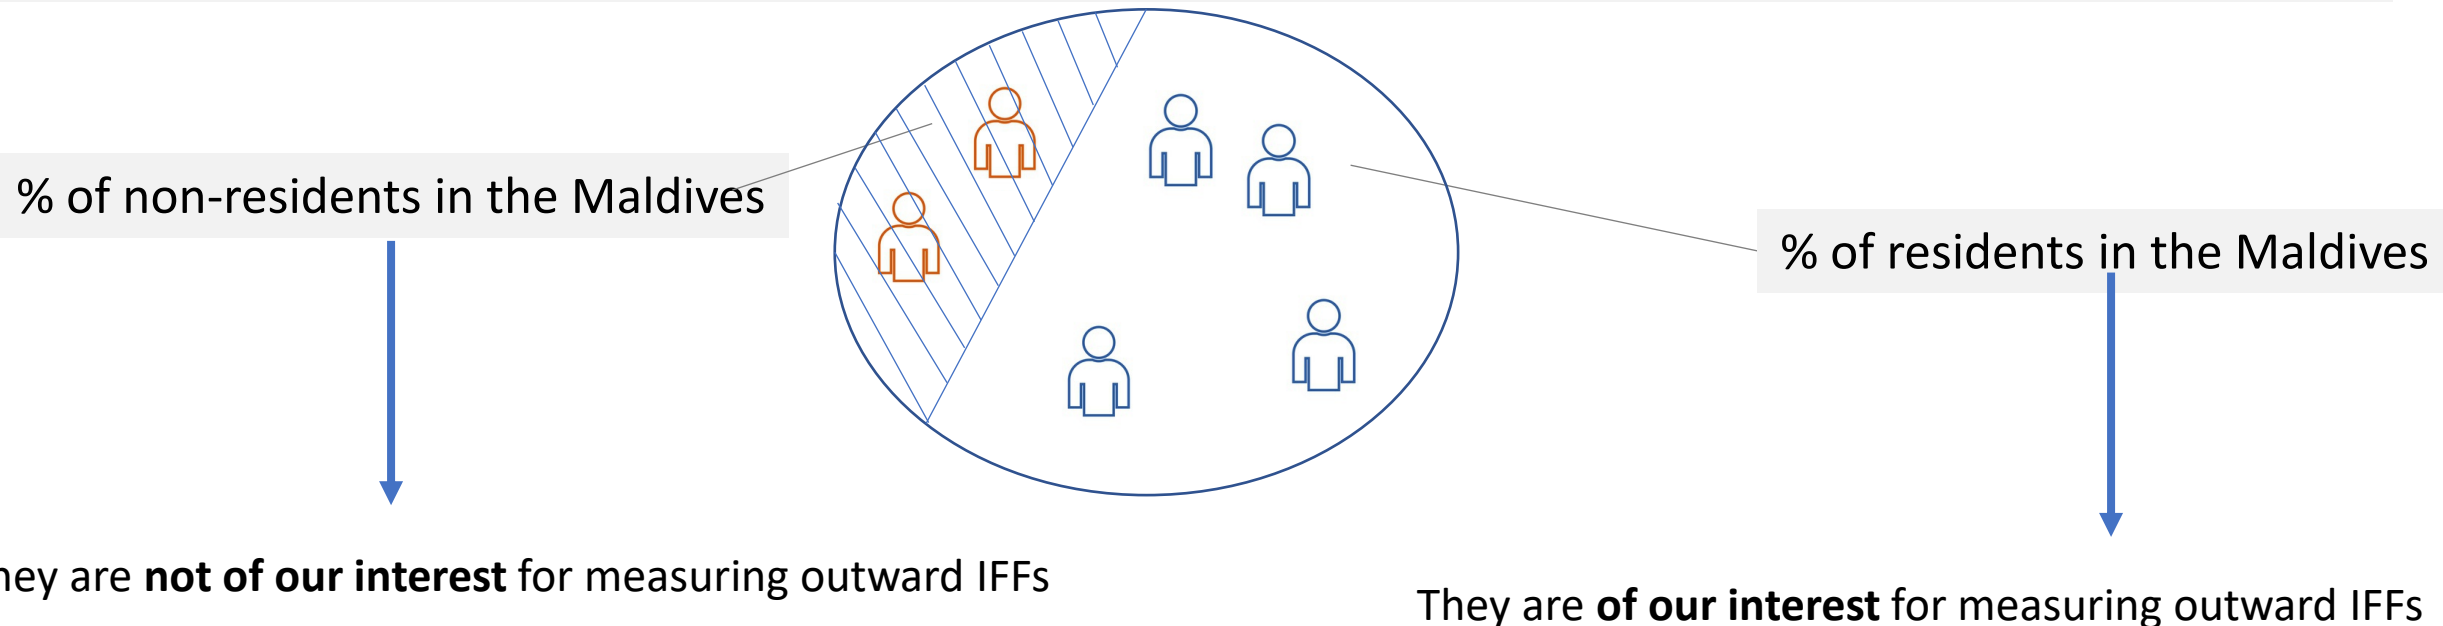 % of non-residents in the Maldives
% of residents in the Maldives
are not of our interest for measuring outward IFFs
They are of our interest for measuring outward IFFs